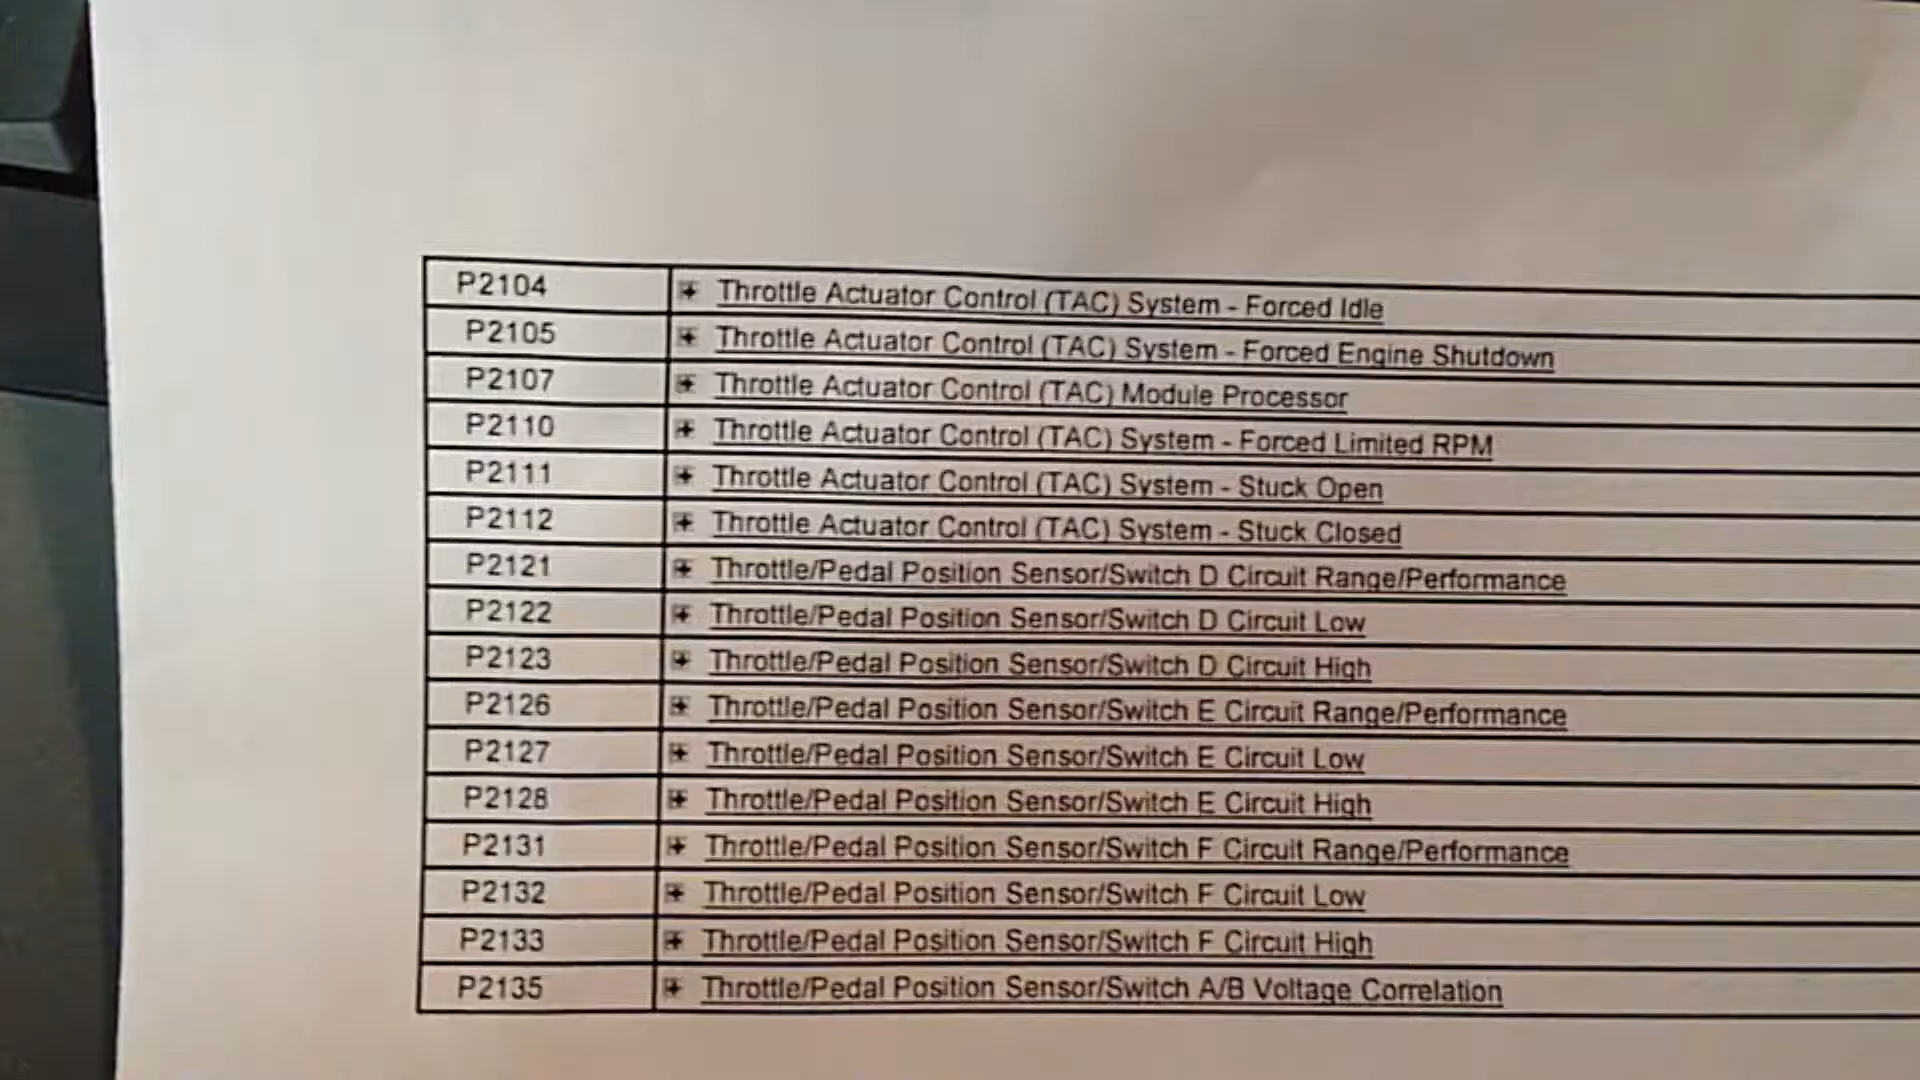 P2104 Throttle Actuator Control (TAC) System - Forced Idle
P2105 Throttle Actuator Control (TAC) System - Forced Engine Shutdown
P2107 Throttle Actuator Control (TAC) Module Processor
P2110 Throttle Actuator Control (TAC) System - Forced Limited RPM
P2111 Throttle Actuator Control (TAC) System - Stuck Open
P2112 Throttle Actuator Control (TAC) System - Stuck Closed
P2121 Throttle/Pedal Position Sensor/Switch D Circuit Range/Performance
P2122 Throttle/Pedal Position Sensor/Switch D Circuit Low
P2123 Throttle/Pedal Position Sensor/Switch D Circuit High
P2126 Throttle/Pedal Position Sensor/Switch E Circuit Range/Performance
P2127 Throttle/Pedal Position Sensor/Switch E Circuit Low
P2128 Throttle/Pedal Position Sensor/Switch E Circuit High
P2131 Throttle/Pedal Position Sensor/Switch F Circuit Range/Performance
P2132 Throttle/Pedal Position Sensor/Switch F Circuit Low
P2133 Throttle/Pedal Position Sensor/Switch F Circuit High
P2135 Throttle/Pedal Position Sensor/Switch A/B Voltage Correlation